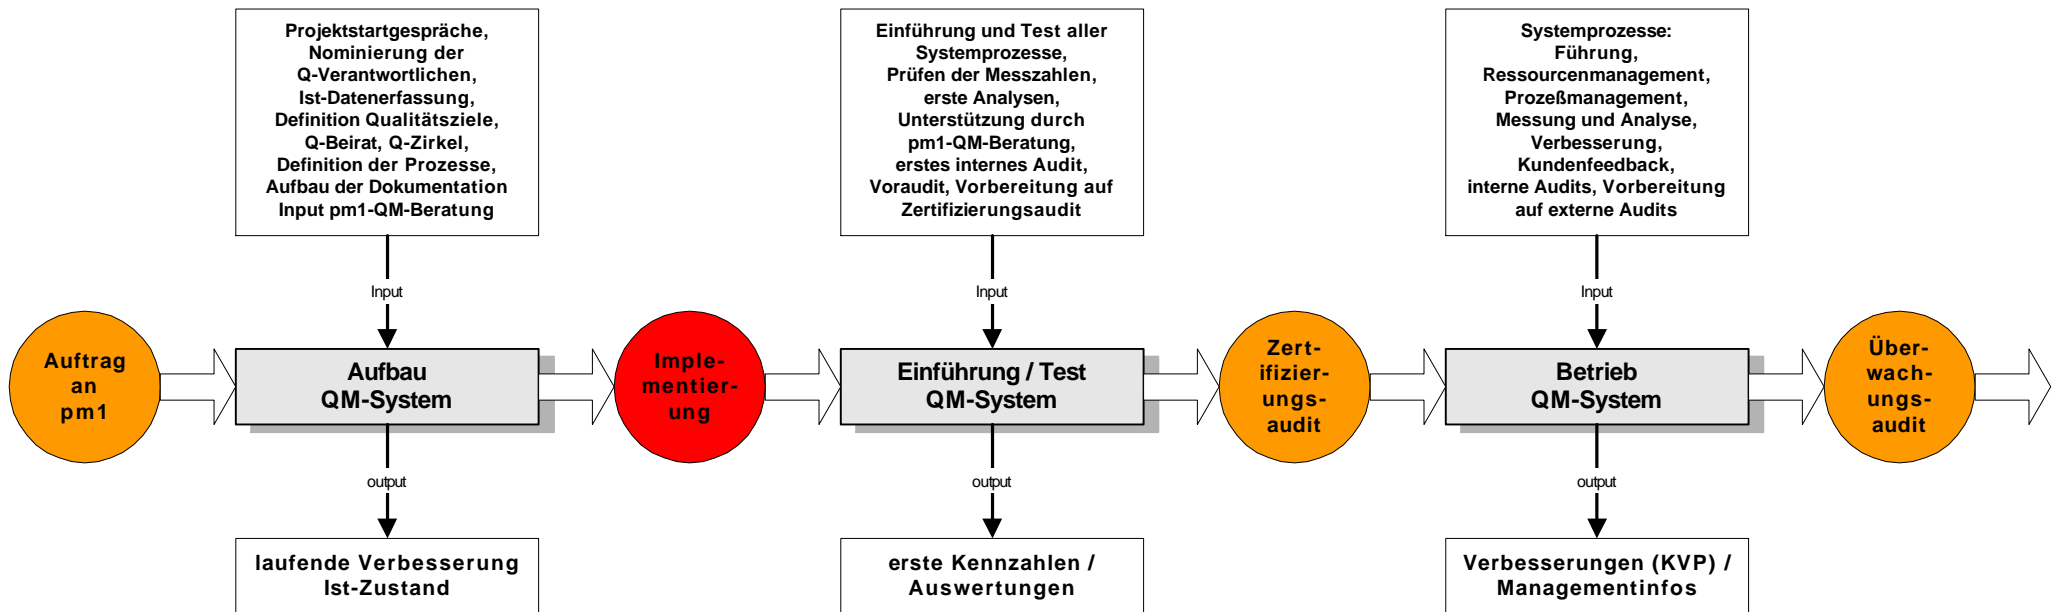 Projektstartgespräche,
Nominierung der
Q-Verantwortlichen,
Ist-Datenerfassung,
Definition Qualitätsziele,
Q-Beirat, Q-Zirkel,
Definition der Prozesse,
Aufbau der Dokumentation
Input pm1-QM-Beratung
Einführung und Test aller
Systemprozesse,
Prüfen der Messzahlen,
erste Analysen,
Unterstützung durch
pm1-QM-Beratung,
erstes internes Audit,
Voraudit, Vorbereitung auf
Zertifizierungsaudit
Systemprozesse:
Führung,
Ressourcenmanagement,
Prozeßmanagement,
Messung und Analyse,
Verbesserung,
Kundenfeedback,
interne Audits, Vorbereitung
auf externe Audits
Input
Input
Input
Auftrag
an
pm1
Aufbau
QM-System
Imple-
mentier-
ung
Einführung / Test
QM-System
Zert-
ifizier-
ungs-
audit
Betrieb
QM-System
Über-
wach-
ungs-
audit
output
output
output
laufende Verbesserung
Ist-Zustand
erste Kennzahlen /
Auswertungen
Verbesserungen (KVP) /
Managementinfos